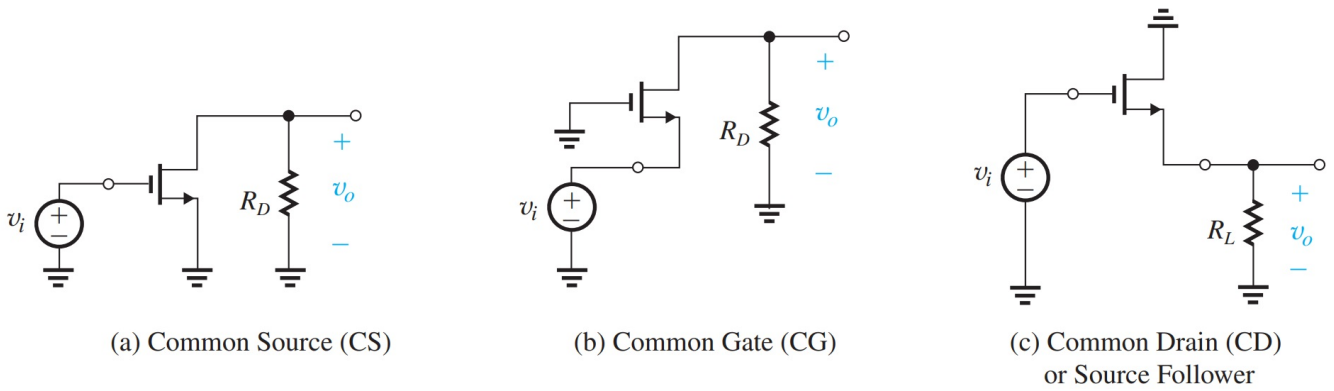 v_i
+
−
R_D
+
v_o
−
(a) Common Source (CS)
v_i
+
−
R_D
+
v_o
−
(b) Common Gate (CG)
v_i
+
−
R_L
+
v_o
−
(c) Common Drain (CD)
or Source Follower